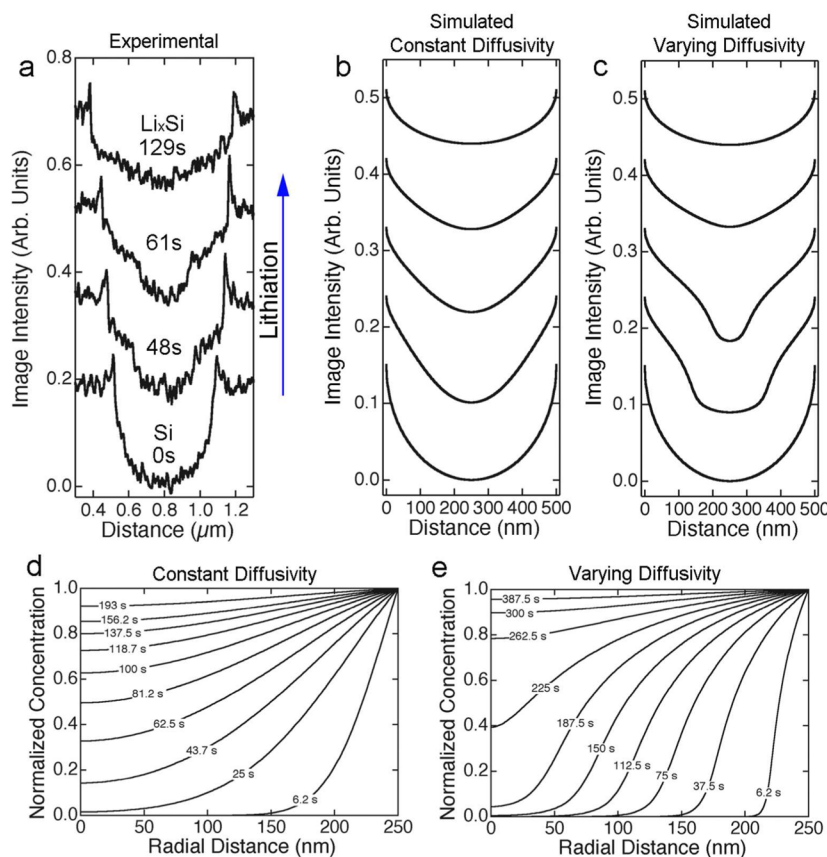 Experimental
Simulated
Constant Diffusivity
Simulated
Varying Diffusivity
a
b
c
Image Intensity (Arb. Units)
0.8
0.6
0.4
0.2
0.0
LiₓSi
129s
61s
48s
Si
0s
Lithiation
0.4 0.6 0.8 1.0 1.2
Distance (µm)
Image Intensity (Arb. Units)
0.5
0.4
0.3
0.2
0.1
0.0
0 100 200 300 400 500
Distance (nm)
Image Intensity (Arb. Units)
0.5
0.4
0.3
0.2
0.1
0.0
0 100 200 300 400 500
Distance (nm)
d
Constant Diffusivity
Normalized Concentration
1.0
0.8
0.6
0.4
0.2
0.0
193 s
156.2 s
137.5 s
118.7 s
100 s
81.2 s
62.5 s
43.7 s
25 s
6.2 s
0 50 100 150 200 250
Radial Distance (nm)
e
Varying Diffusivity
Normalized Concentration
1.0
0.8
0.6
0.4
0.2
0.0
387.5 s
300 s
262.5 s
225 s
187.5 s
150 s
112.5 s
75 s
37.5 s
6.2 s
0 50 100 150 200 250
Radial Distance (nm)